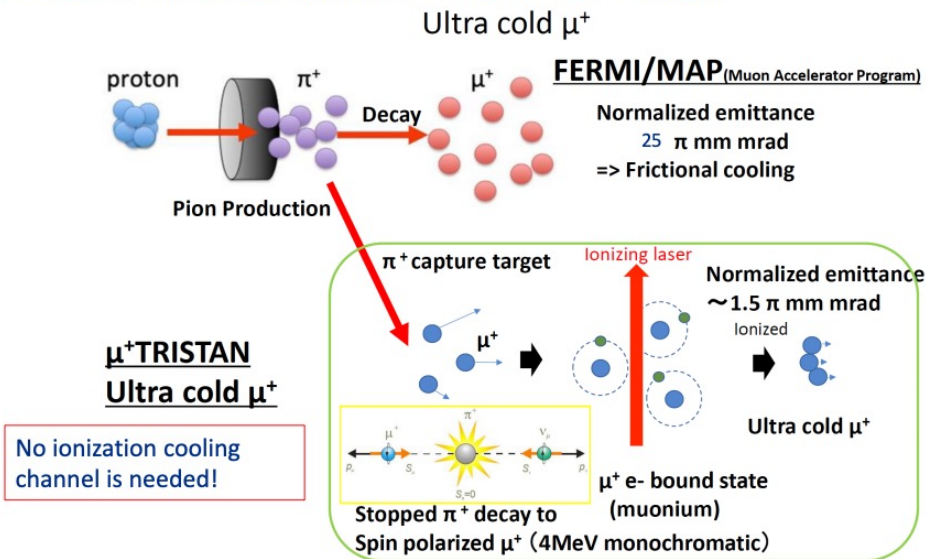 Ultra cold μ⁺
proton
π⁺
μ⁺
Decay
Pion Production
FERMI/MAP(Muon Accelerator Program)
Normalized emittance
25 π mm mrad
=> Frictional cooling
μ⁺TRISTAN
Ultra cold μ⁺
No ionization cooling
channel is needed!
π⁺ capture target
μ⁺
Ionizing laser
Normalized emittance
~1.5 π mm mrad
Ionized
Ultra cold μ⁺
μ⁺ e- bound state
(muonium)
π⁺
μ⁺
νμ
Sμ
S=0
Stopped π⁺ decay to
Spin polarized μ⁺ (4MeV monochromatic)